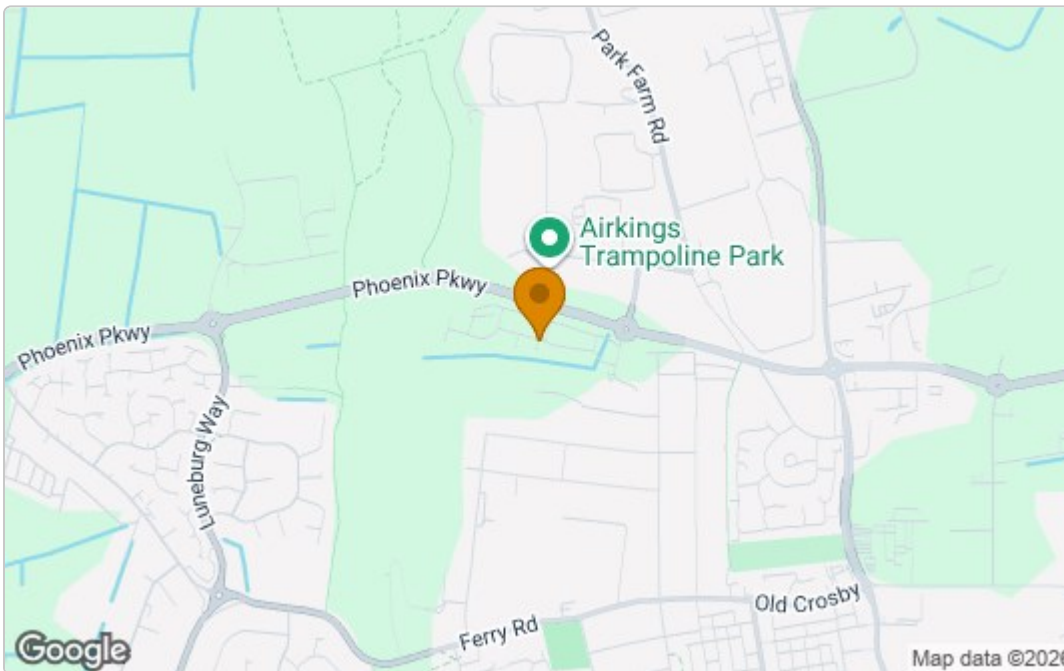 Park Farm Rd
Airkings
Trampoline Park
Phoenix Pkwy
Phoenix Pkwy
Luneburg Way
Old Crosby
Ferry Rd
Google
Map data ©2026